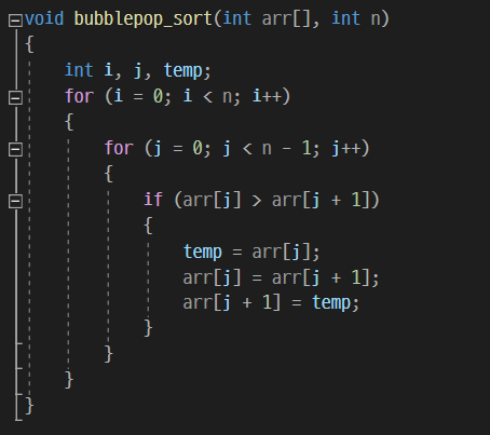 void bubblepop_sort(int arr[], int n)
{
int i, j, temp;
for (i = 0; i < n; i++)
{
for (j = 0; j < n - 1; j++)
{
if (arr[j] > arr[j + 1])
{
temp = arr[j];
arr[j] = arr[j + 1];
arr[j + 1] = temp;
}
}
}
}